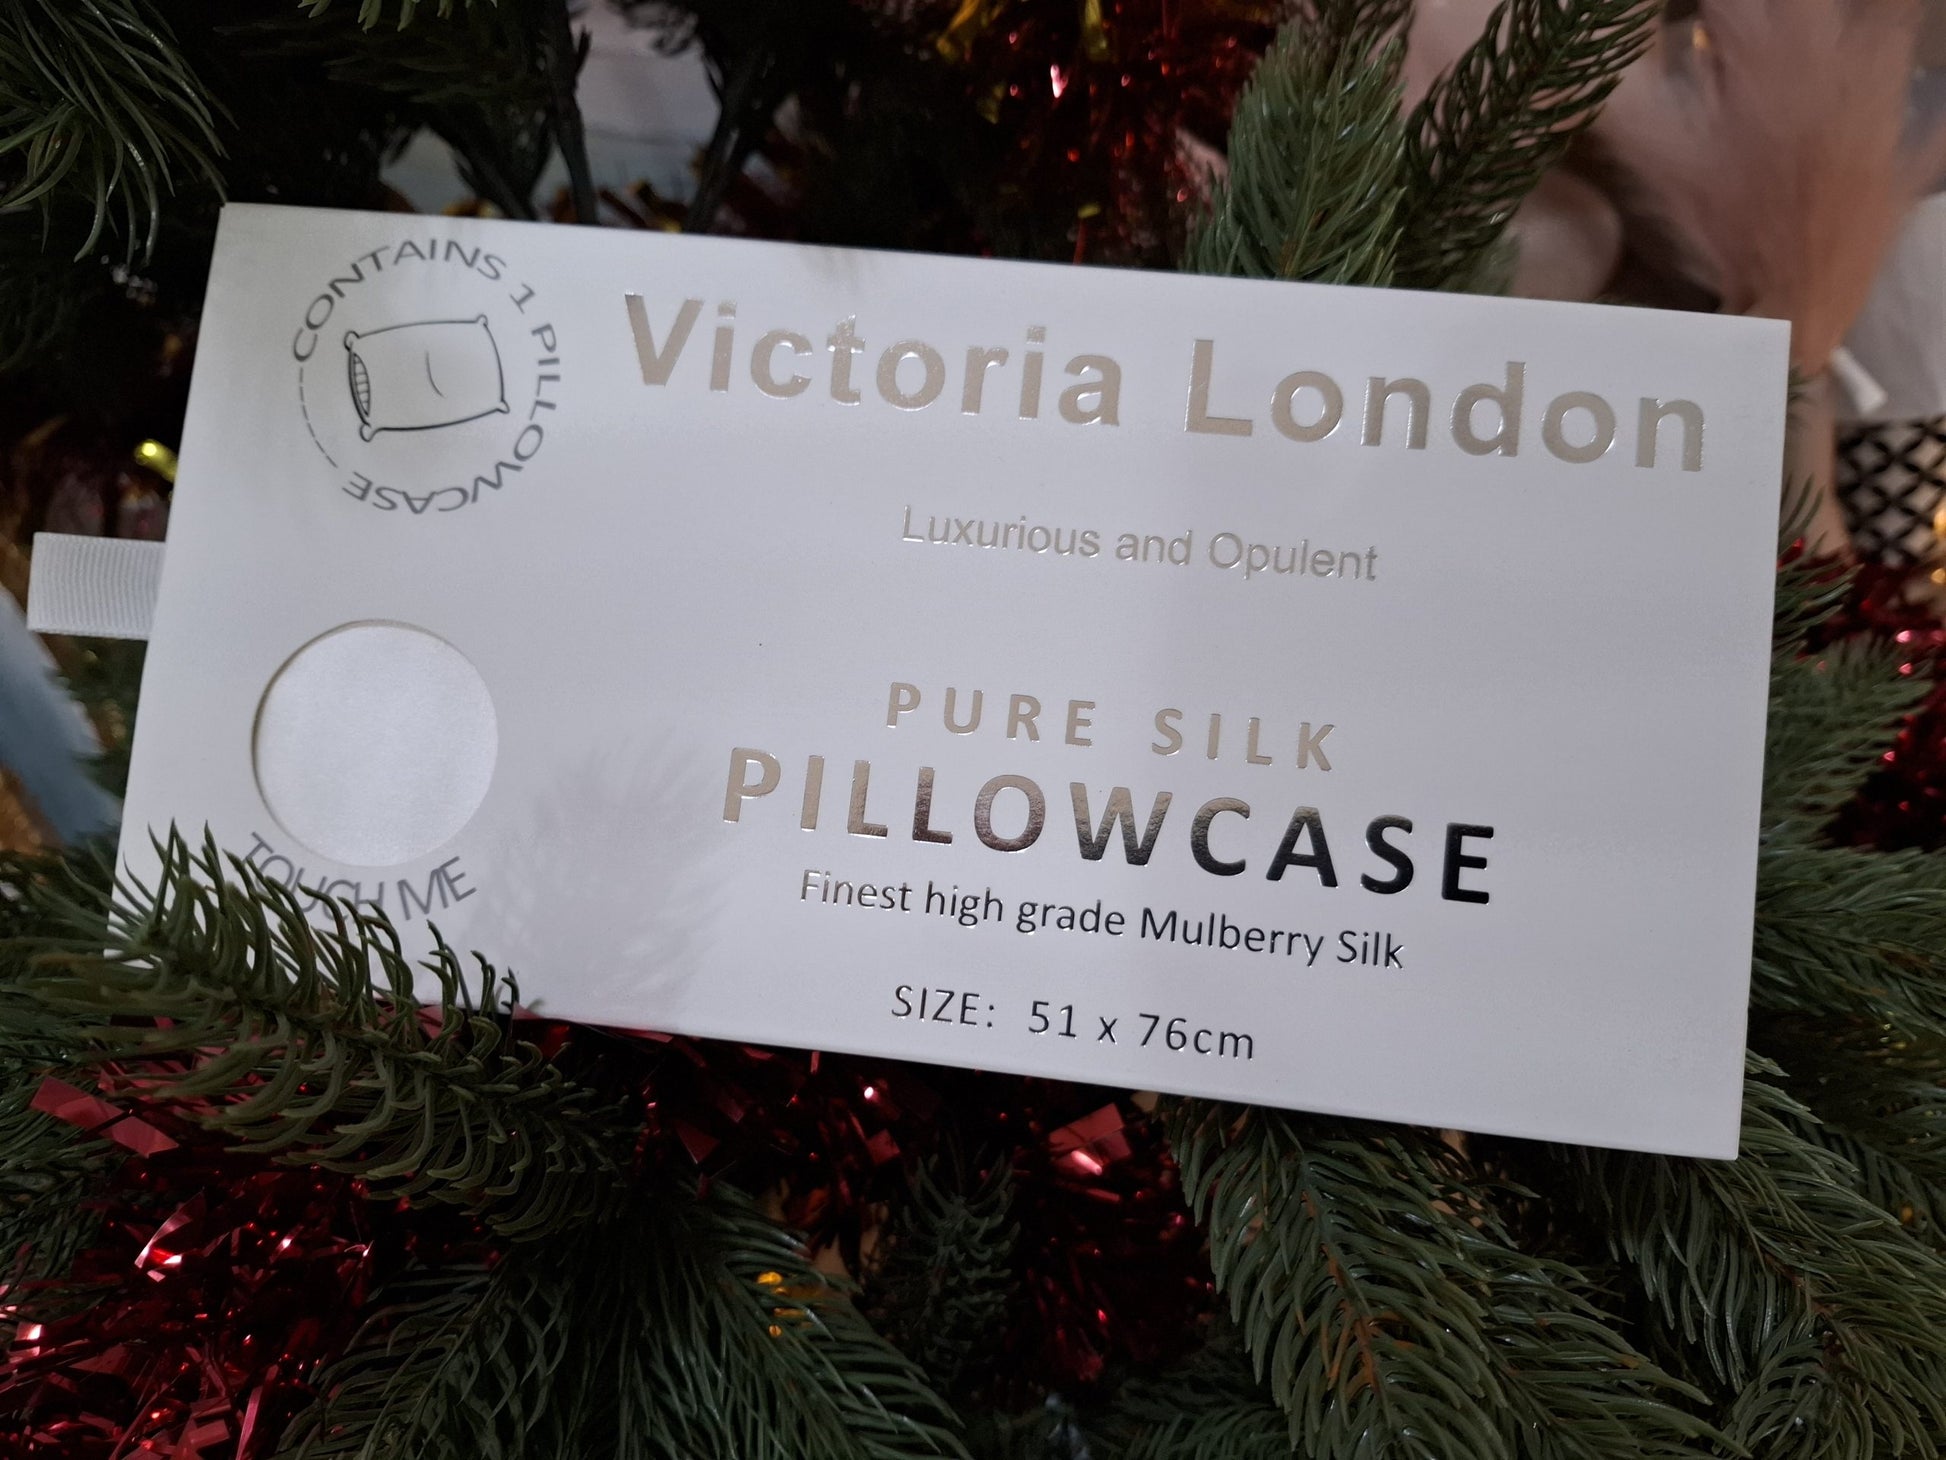 CONTAINS 1 PILLOWCASE
Victoria London
Luxurious and Opulent
TOUCH ME
PURE SILK
PILLOWCASE
Finest high grade Mulberry Silk
SIZE: 51 x 76cm